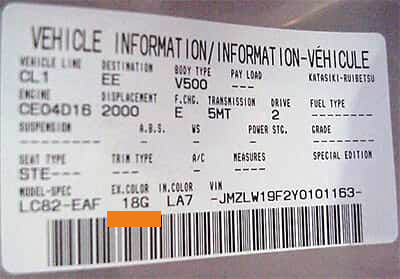 VEHICLE INFORMATION/INFORMATION-VÉHICULE
VEHICLE LINE DESTINATION BODY TYPE PAY LOAD KATASIKI-RUIBETSU
CL1 EE V500
ENGINE DISPLACEMENT F.CHG. TRANSMISSION DRIVE FUEL TYPE
CE04D16 2000 E 5MT 2 ---------
SUSPENSION A.B.S. WS POWER STG. GRADE
--------- - -- - ---------
SEAT TYPE TRIM TYPE A/C MEASURES SPECIAL EDITION
STE--- ---- ---- ---- ---------
MODEL-SPEC EX.COLOR IN.COLOR VIN
LC82-EAF 18G LA7 -JMZLW19F2Y0101163-